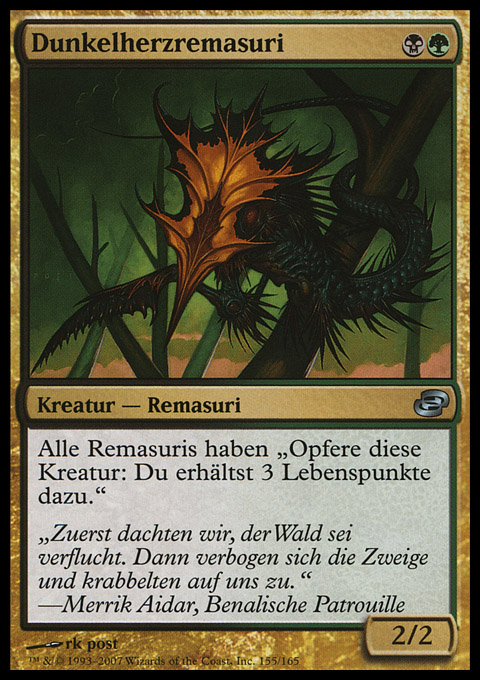 Dunkelherzremasuri
Kreatur — Remasuri
Alle Remasuris haben „Opfere diese
Kreatur: Du erhältst 3 Lebenspunkte
dazu.“
„Zuerst dachten wir, der Wald sei
verflucht. Dann verbogen sich die Zweige
und krabbelten auf uns zu.“
—Merrik Aidar, Benalische Patrouille
2/2
rk post
™ & © 1993–2007 Wizards of the Coast, Inc. 155/165